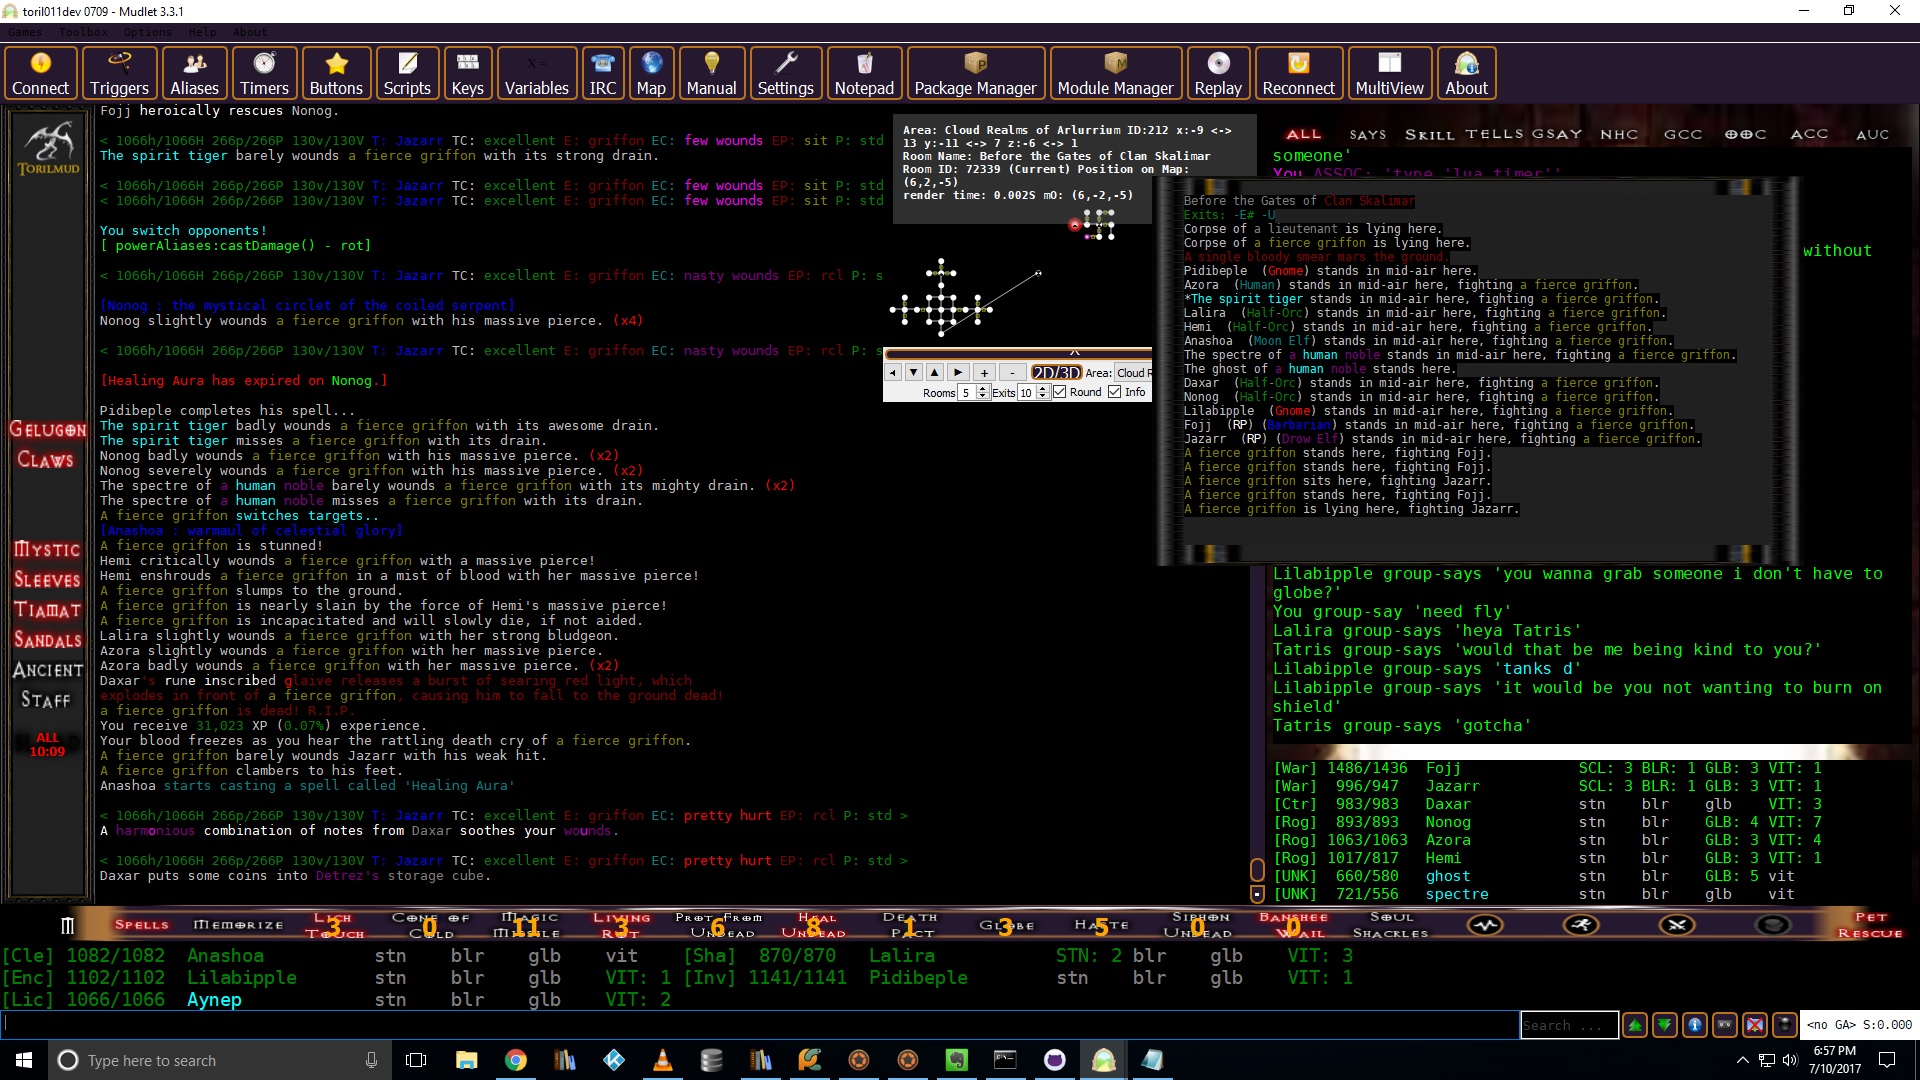 toril011dev 0709 - Mudlet 3.3.1
Games Toolbox Options Help About
Connect Triggers Aliases Timers Buttons Scripts Keys Variables IRC Map Manual Settings Notepad Package Manager Module Manager Replay Reconnect MultiView About
TORILMUD
GELUGON
CLAWS
MYSTIC
SLEEVES
TIAMAT
SANDALS
ANCIENT
STAFF
ALL
10:09
Fojj heroically rescues Nonog.
< 1066h/1066H 266p/266P 130v/130V T: Jazarr TC: excellent E: griffon EC: few wounds EP: sit P: std
The spirit tiger barely wounds a fierce griffon with its strong drain.
< 1066h/1066H 266p/266P 130v/130V T: Jazarr TC: excellent E: griffon EC: few wounds EP: sit P: std
< 1066h/1066H 266p/266P 130v/130V T: Jazarr TC: excellent E: griffon EC: few wounds EP: sit P: std
You switch opponents!
[ powerAliases:castDamage() - rot]
< 1066h/1066H 266p/266P 130v/130V T: Jazarr TC: excellent E: griffon EC: nasty wounds EP: rcl P: s
[Nonog : the mystical circlet of the coiled serpent]
Nonog slightly wounds a fierce griffon with his massive pierce. (x4)
< 1066h/1066H 266p/266P 130v/130V T: Jazarr TC: excellent E: griffon EC: nasty wounds EP: rcl P: s
[Healing Aura has expired on Nonog.]
Pidibeple completes his spell...
The spirit tiger badly wounds a fierce griffon with its awesome drain.
The spirit tiger misses a fierce griffon with its drain.
Nonog badly wounds a fierce griffon with his massive pierce. (x2)
Nonog severely wounds a fierce griffon with his massive pierce. (x2)
The spectre of a human noble barely wounds a fierce griffon with its mighty drain. (x2)
The spectre of a human noble misses a fierce griffon with its drain.
A fierce griffon switches targets..
[Anashoa : warmaul of celestial glory]
A fierce griffon is stunned!
Hemi critically wounds a fierce griffon with a massive pierce!
Hemi enshrouds a fierce griffon in a mist of blood with her massive pierce!
A fierce griffon slumps to the ground.
A fierce griffon is nearly slain by the force of Hemi's massive pierce!
A fierce griffon is incapacitated and will slowly die, if not aided.
Lalira slightly wounds a fierce griffon with her strong bludgeon.
Azora slightly wounds a fierce griffon with her massive pierce.
Azora badly wounds a fierce griffon with her massive pierce. (x2)
Daxar's rune inscribed glaive releases a burst of searing red light, which
explodes in front of a fierce griffon, causing him to fall to the ground dead!
a fierce griffon is dead! R.I.P.
You receive 31,023 XP (0.07%) experience.
Your blood freezes as you hear the rattling death cry of a fierce griffon.
A fierce griffon barely wounds Jazarr with his weak hit.
A fierce griffon clambers to his feet.
Anashoa starts casting a spell called 'Healing Aura'
< 1066h/1066H 266p/266P 130v/130V T: Jazarr TC: excellent E: griffon EC: pretty hurt EP: rcl P: std >
A harmonious combination of notes from Daxar soothes your wounds.
< 1066h/1066H 266p/266P 130v/130V T: Jazarr TC: excellent E: griffon EC: pretty hurt EP: rcl P: std >
Daxar puts some coins into Detrez's storage cube.
Area: Cloud Realms of Arlurrium ID:212 x:-9 <->
13 y:-11 <-> 7 z:-6 <-> 1
Room Name: Before the Gates of Clan Skalimar
Room ID: 72339 (Current) Position on Map:
(6,2,-5)
render time: 0.002S mO: (6,-2,-5)
+ - 2D/3D Area: Cloud R
Rooms 5 Exits 10 Round Info
ALL SAYS SKILL TELLS GSAY NHC GCC OOC ACC AUC
someone'
You ASSOC: 'type 'lua timer''
without
Before the Gates of Clan Skalimar
Exits: -E# -U
Corpse of a lieutenant is lying here.
Corpse of a fierce griffon is lying here.
A single bloody smear mars the ground.
Pidibeple (Gnome) stands in mid-air here.
Azora (Human) stands in mid-air here, fighting a fierce griffon.
*The spirit tiger stands in mid-air here, fighting a fierce griffon.
Lalira (Half-Orc) stands in mid-air here, fighting a fierce griffon.
Hemi (Half-Orc) stands in mid-air here, fighting a fierce griffon.
Anashoa (Moon Elf) stands in mid-air here, fighting a fierce griffon.
The spectre of a human noble stands in mid-air here, fighting a fierce griffon.
The ghost of a human noble stands here.
Daxar (Half-Orc) stands in mid-air here, fighting a fierce griffon.
Nonog (Half-Orc) stands in mid-air here, fighting a fierce griffon.
Lilabipple (Gnome) stands in mid-air here, fighting a fierce griffon.
Fojj (RP) (Barbarian) stands in mid-air here, fighting a fierce griffon.
Jazarr (RP) (Drow Elf) stands in mid-air here, fighting a fierce griffon.
A fierce griffon stands here, fighting Fojj.
A fierce griffon stands here, fighting Fojj.
A fierce griffon sits here, fighting Jazarr.
A fierce griffon stands here, fighting Fojj.
A fierce griffon is lying here, fighting Jazarr.
Lilabipple group-says 'you wanna grab someone i don't have to
globe?'
You group-say 'need fly'
Lalira group-says 'heya Tatris'
Tatris group-says 'would that be me being kind to you?'
Lilabipple group-says 'tanks d'
Lilabipple group-says 'it would be you not wanting to burn on
shield'
Tatris group-says 'gotcha'
[War] 1486/1436 Fojj SCL: 3 BLR: 1 GLB: 3 VIT: 1
[War] 996/947 Jazarr SCL: 3 BLR: 1 GLB: 3 VIT: 1
[Ctr] 983/983 Daxar stn blr glb VIT: 3
[Rog] 893/893 Nonog stn blr GLB: 4 VIT: 7
[Rog] 1063/1063 Azora stn blr GLB: 3 VIT: 4
[Rog] 1017/817 Hemi stn blr GLB: 3 VIT: 1
[UNK] 660/580 ghost stn blr GLB: 5 vit
[UNK] 721/556 spectre stn blr glb vit
SPELLS MEMORIZE LICH TOUCH 3 CONE OF COLD 0 MAGIC MISSILE 11 LIVING ROT 3 PROT FROM UNDEAD 6 HEAL UNDEAD 8 DEATH PACT 1 GLOBE 3 HASTE 5 SIPHON UNDEAD 0 BANSHEE WAIL 0 SOUL SHACKLES PET RESCUE
[Cle] 1082/1082 Anashoa stn blr glb vit [Sha] 870/870 Lalira STN: 2 blr glb VIT: 3
[Enc] 1102/1102 Lilabipple stn blr glb VIT: 1 [Inv] 1141/1141 Pidibeple stn blr glb VIT: 1
[Lic] 1066/1066 Aynep stn blr glb VIT: 2
Search ...
<no GA> S:0.000
Type here to search
6:57 PM
7/10/2017